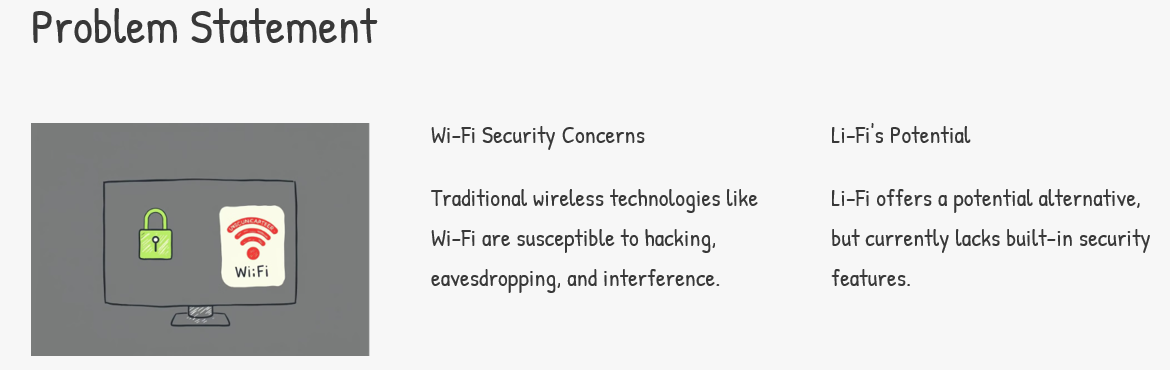 Problem Statement
Wi-Fi Security Concerns
Traditional wireless technologies like
Wi-Fi are susceptible to hacking,
eavesdropping, and interference.
Li-Fi's Potential
Li-Fi offers a potential alternative,
but currently lacks built-in security
features.
Wi:Fi